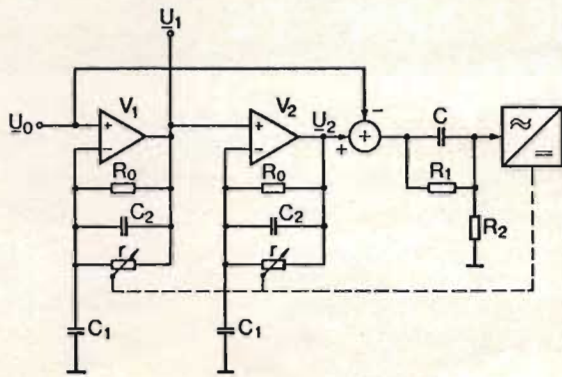 U1
U0
V1
V2
U2
+
−
+
−
−
+
+
C
≈
=
R0
R0
R1
C2
C2
R2
r
r
C1
C1